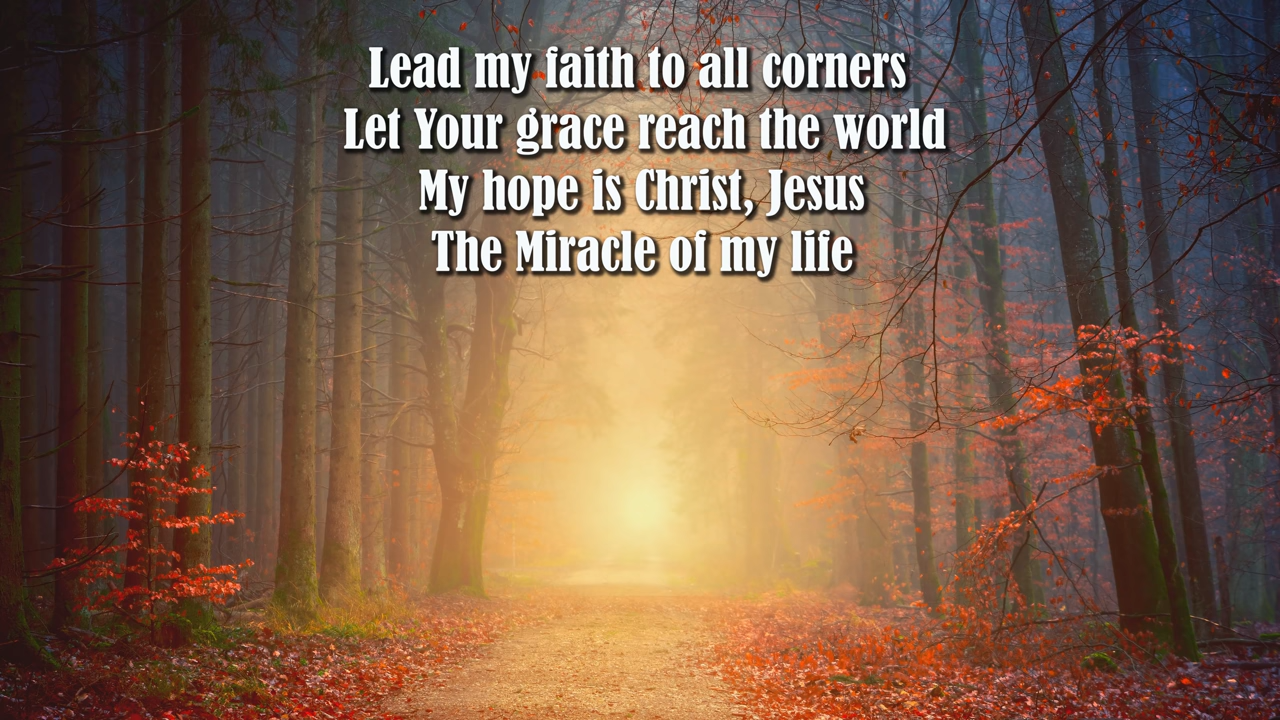 Lead my faith to all corners
Let Your grace reach the world
My hope is Christ, Jesus
The Miracle of my life